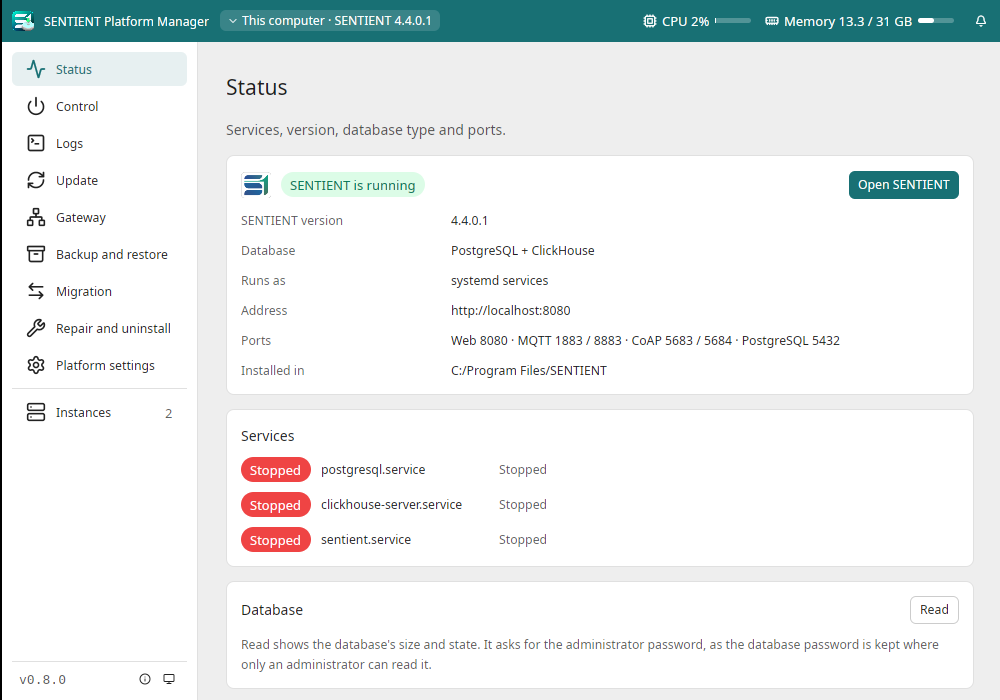 SENTIENT Platform Manager
This computer · SENTIENT 4.4.0.1
CPU 2%
Memory 13.3 / 31 GB
Status
Control
Logs
Update
Gateway
Backup and restore
Migration
Repair and uninstall
Platform settings
Instances 2
v0.8.0
Status
Services, version, database type and ports.
SENTIENT is running
Open SENTIENT
SENTIENT version 4.4.0.1
Database PostgreSQL + ClickHouse
Runs as systemd services
Address http://localhost:8080
Ports Web 8080 · MQTT 1883 / 8883 · CoAP 5683 / 5684 · PostgreSQL 5432
Installed in C:/Program Files/SENTIENT
Services
Stopped postgresql.service Stopped
Stopped clickhouse-server.service Stopped
Stopped sentient.service Stopped
Database
Read
Read shows the database's size and state. It asks for the administrator password, as the database password is kept where
only an administrator can read it.